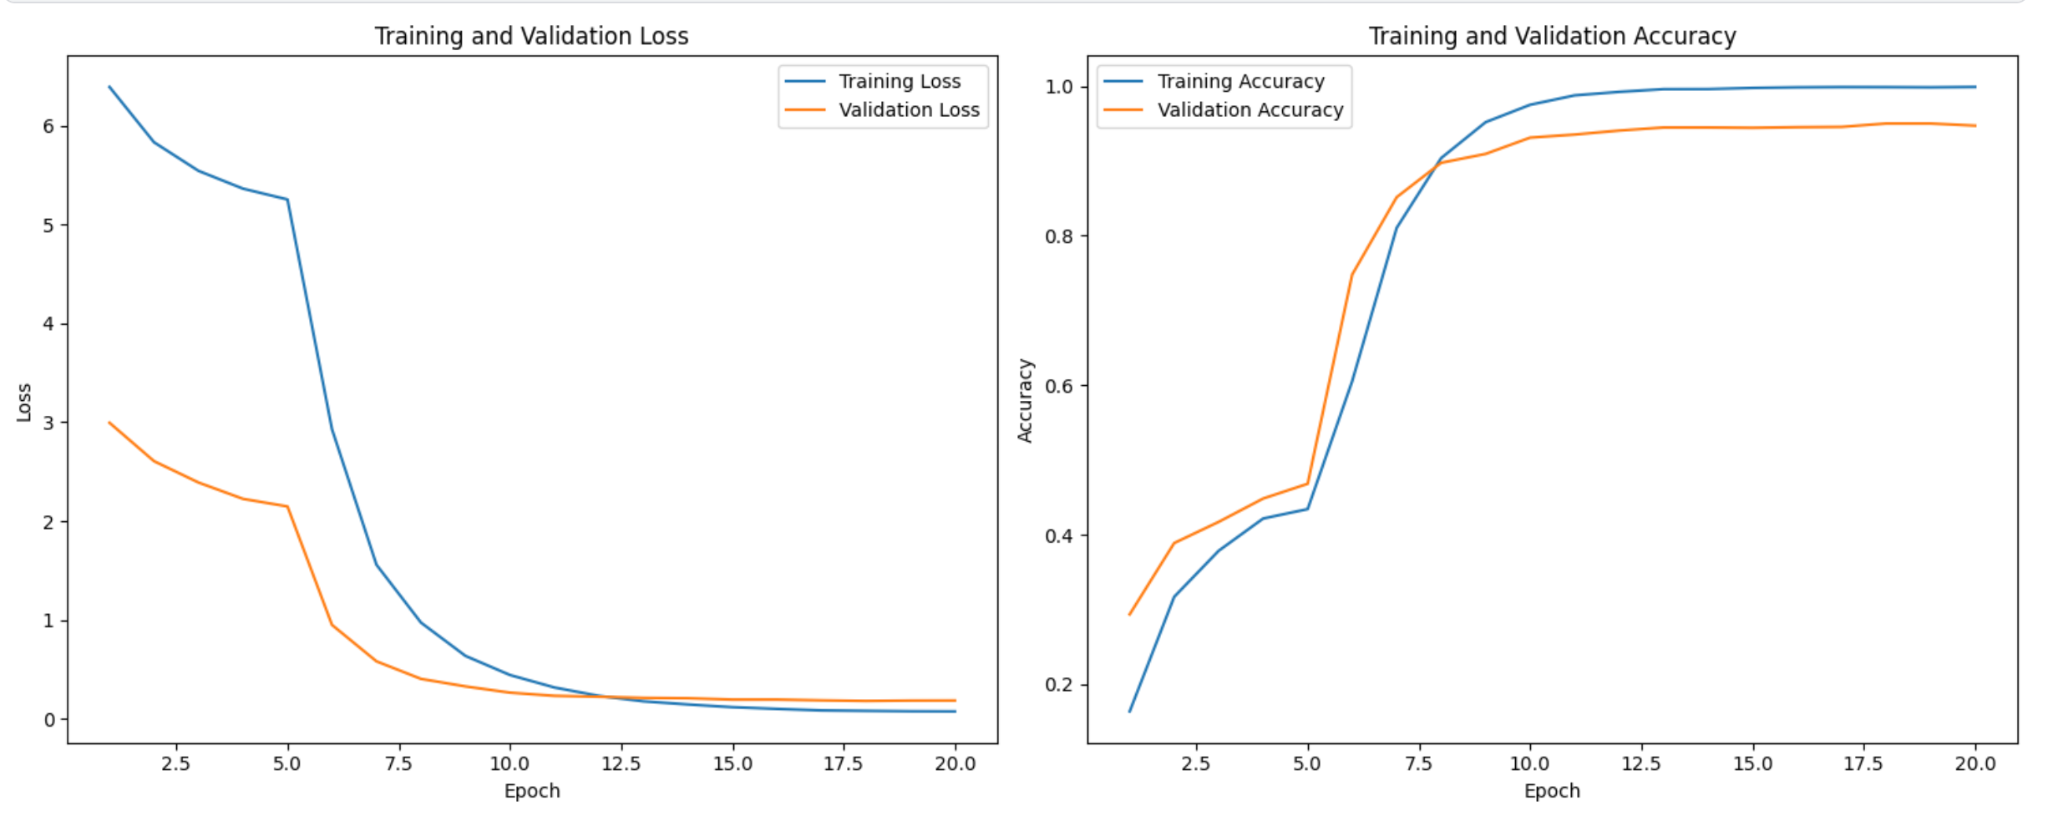 Training and Validation Loss
Training Loss
Validation Loss
6
5
4
3
2
1
0
Loss
2.5 5.0 7.5 10.0 12.5 15.0 17.5 20.0
Epoch
Training and Validation Accuracy
Training Accuracy
Validation Accuracy
1.0
0.8
0.6
0.4
0.2
Accuracy
2.5 5.0 7.5 10.0 12.5 15.0 17.5 20.0
Epoch